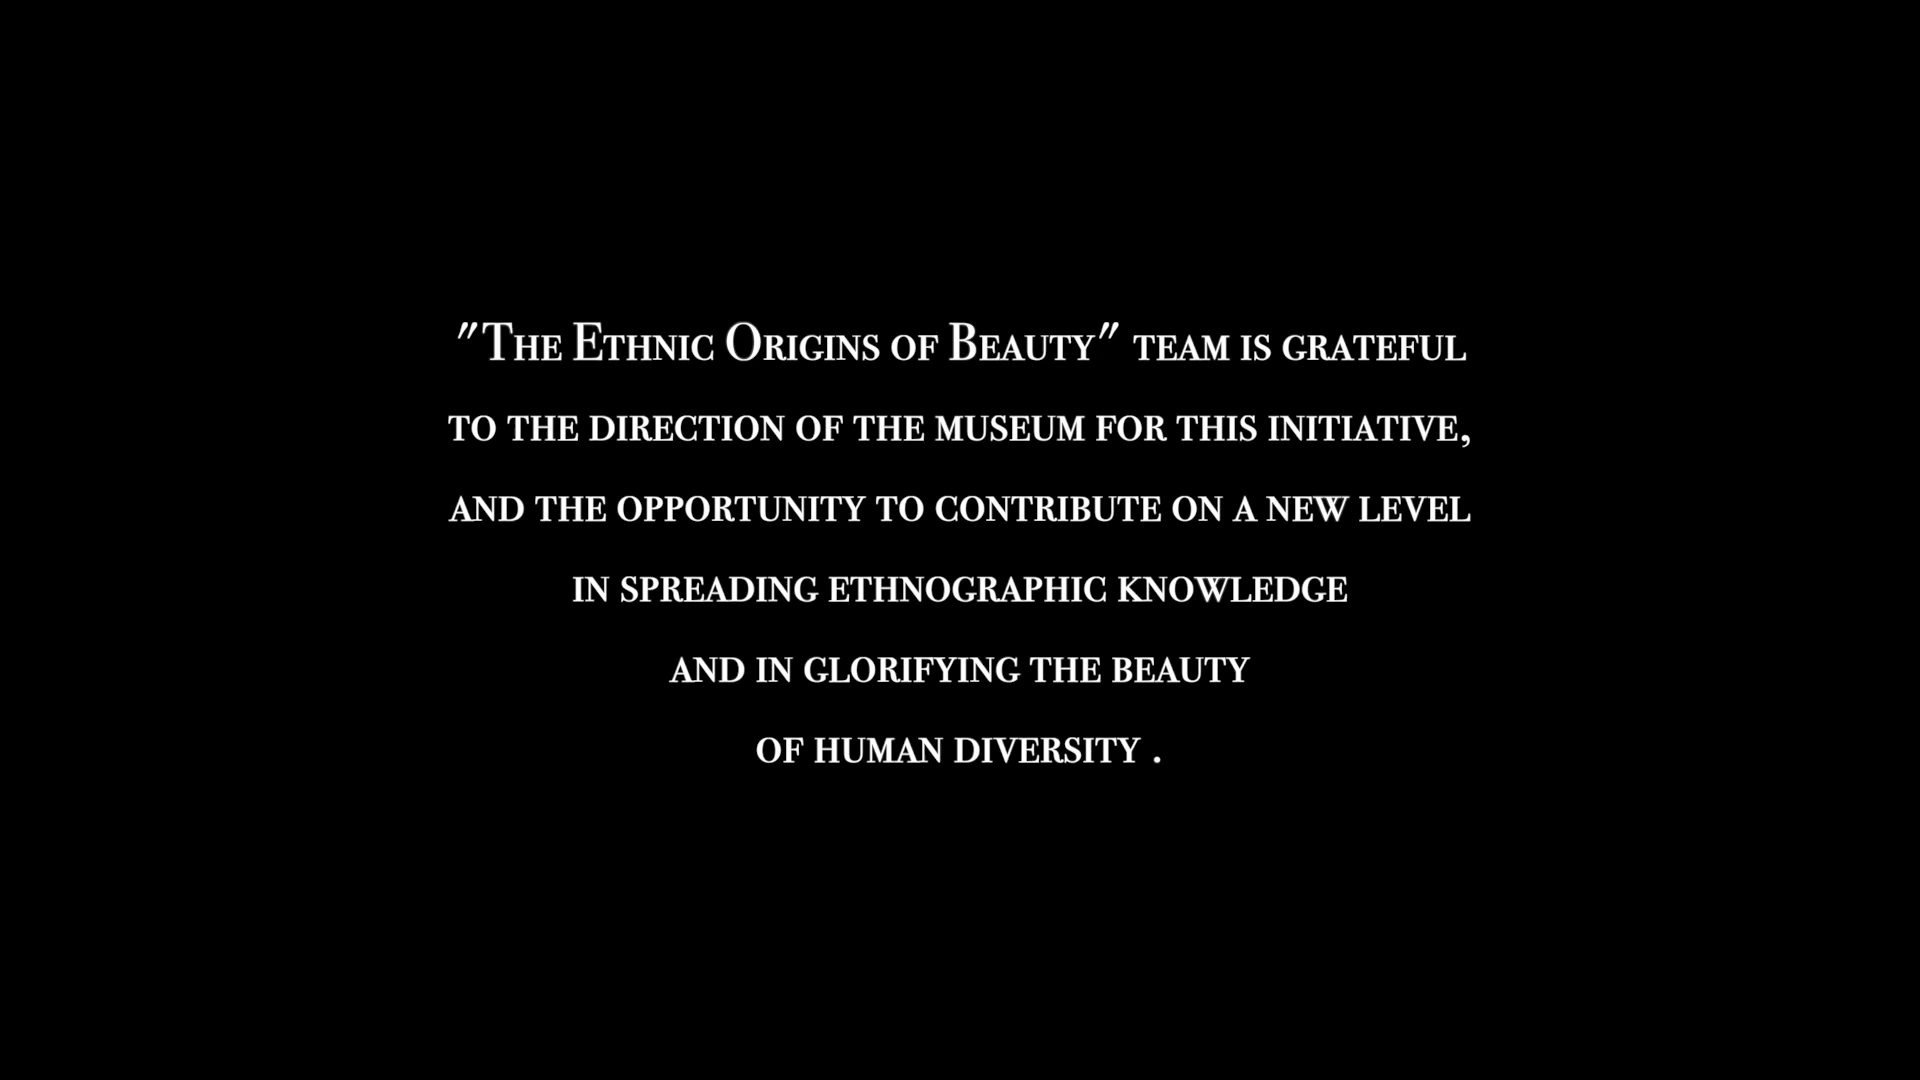 "The Ethnic Origins of Beauty" team is grateful
to the direction of the museum for this initiative,
and the opportunity to contribute on a new level
in spreading ethnographic knowledge
and in glorifying the beauty
of human diversity .